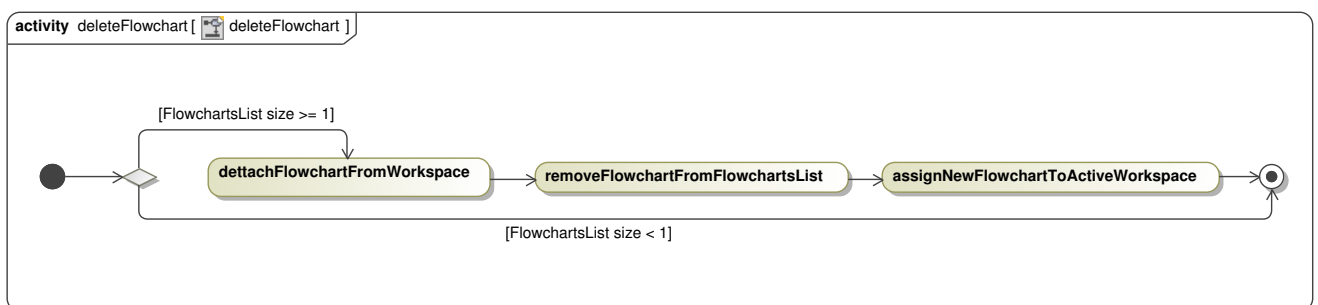 activity deleteFlowchart [ deleteFlowchart ]
[FlowchartsList size >= 1]
dettachFlowchartFromWorkspace
removeFlowchartFromFlowchartsList
assignNewFlowchartToActiveWorkspace
[FlowchartsList size < 1]